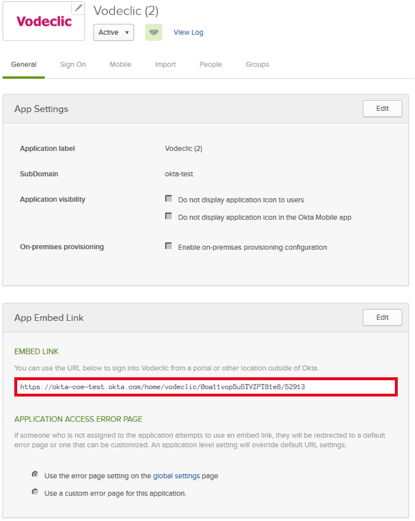 Vodeclic
Vodeclic (2)
Active
View Log
General Sign On Mobile Import People Groups
App Settings Edit
Application label Vodeclic (2)
SubDomain okta-test
Application visibility Do not display application icon to users
Do not display application icon in the Okta Mobile app
On-premises provisioning Enable on-premises provisioning configuration
App Embed Link Edit
EMBED LINK
You can use the URL below to sign into Vodeclic from a portal or other location outside of Okta.
https://okta-coe-test.okta.com/home/vodeclic/0oa11vop5u5IVZPT81e8/52913
APPLICATION ACCESS ERROR PAGE
If someone who is not assigned to the application attempts to use an embed link, they will be redirected to a default
error page or one that can be customized. An application level setting will override default URL settings.
Use the error page setting on the global settings page
Use a custom error page for this application.